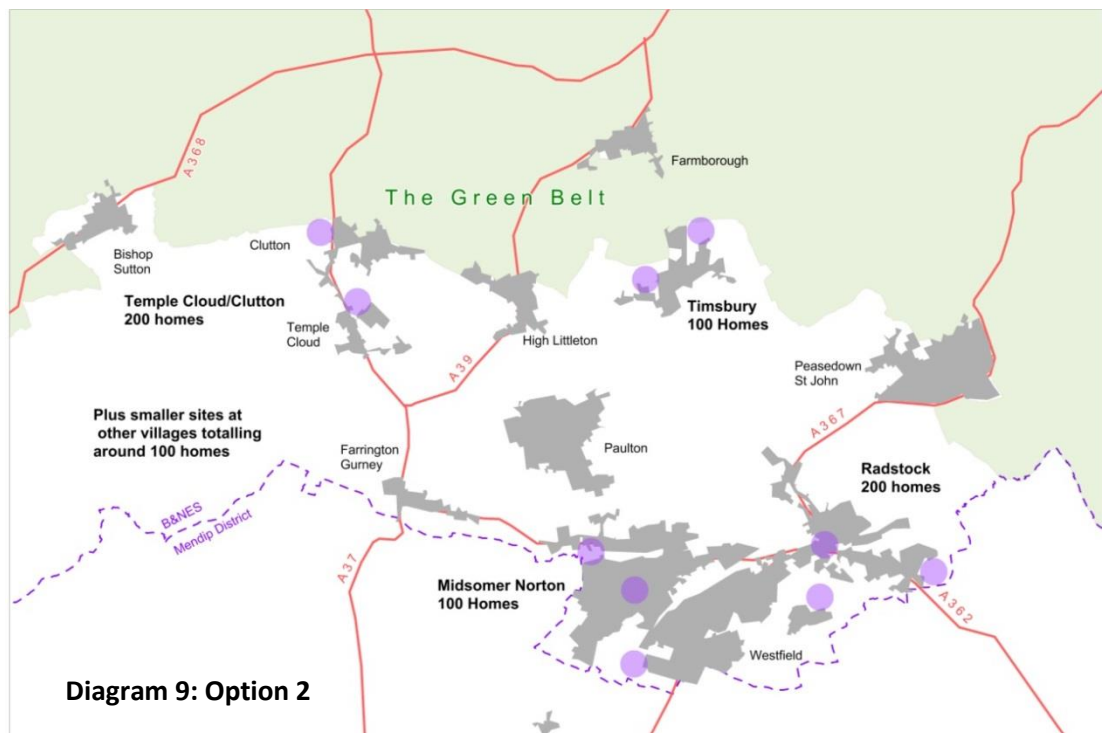 A368
Farmborough
The Green Belt
Clutton
Bishop
Sutton
Temple Cloud/Clutton
200 homes
Temple
Cloud
High Littleton
Timsbury
100 Homes
A39
Peasedown
St John
A367
Plus smaller sites at
other villages totalling
around 100 homes
Farrington
Gurney
Paulton
Radstock
200 homes
B&NES
Mendip District
A37
Midsomer Norton
100 Homes
A362
Westfield
Diagram 9: Option 2